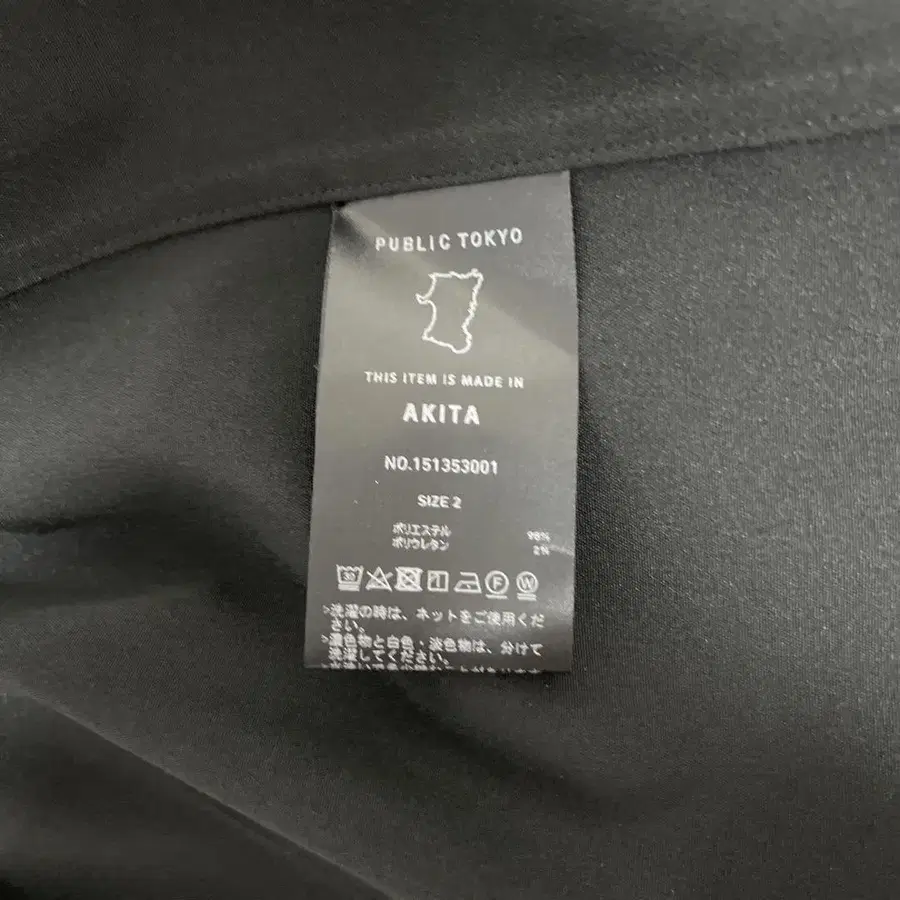 PUBLIC TOKYO
THIS ITEM IS MADE IN
AKITA
NO.151353001
SIZE 2
ポリエステル 98%
ポリウレタン 2%
30 F W
>洗濯の時は、ネットをご使用くだ
さい。
>濃色物と白色・淡色物は、分けて
洗濯してください。